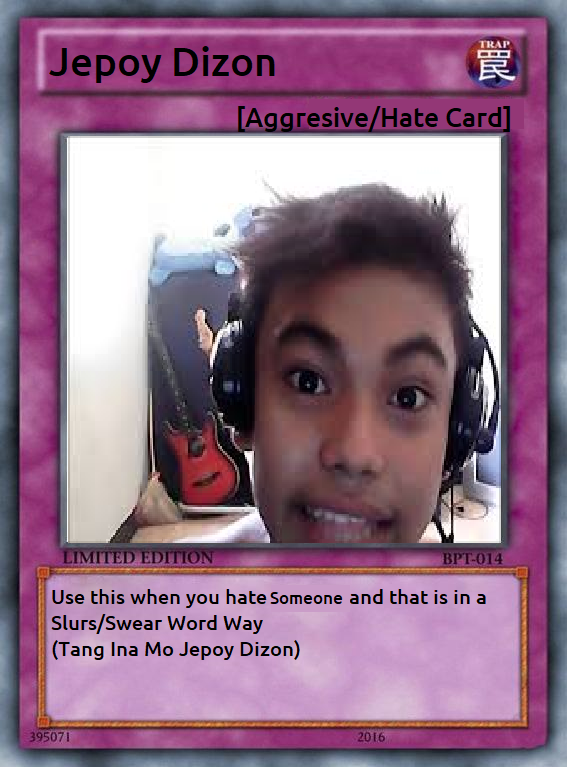 Jepoy Dizon
TRAP
罠
[Aggresive/Hate Card]
LIMITED EDITION
BPT-014
Use this when you hate Someone and that is in a
Slurs/Swear Word Way
(Tang Ina Mo Jepoy Dizon)
395071
2016